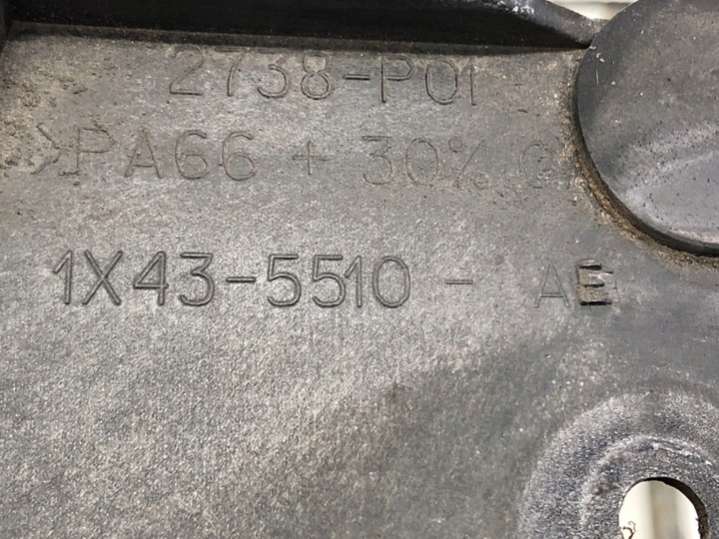 2738-P01
>PA66 + 30% G
1X43-5510- AE